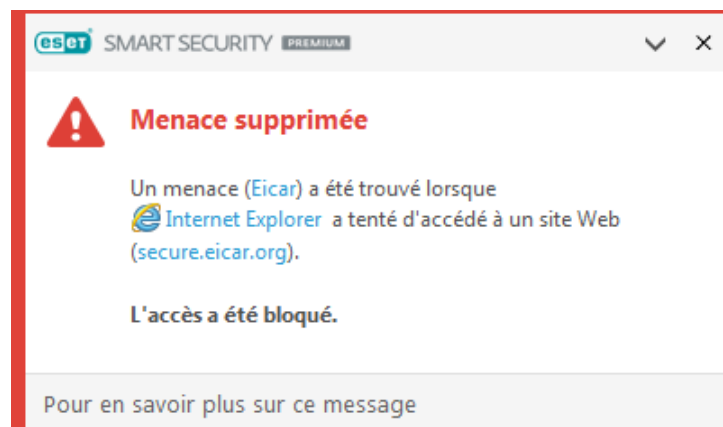 eset SMART SECURITY PREMIUM
Menace supprimée
Un menace (Eicar) a été trouvé lorsque
Internet Explorer a tenté d'accédé à un site Web
(secure.eicar.org).
L'accès a été bloqué.
Pour en savoir plus sur ce message